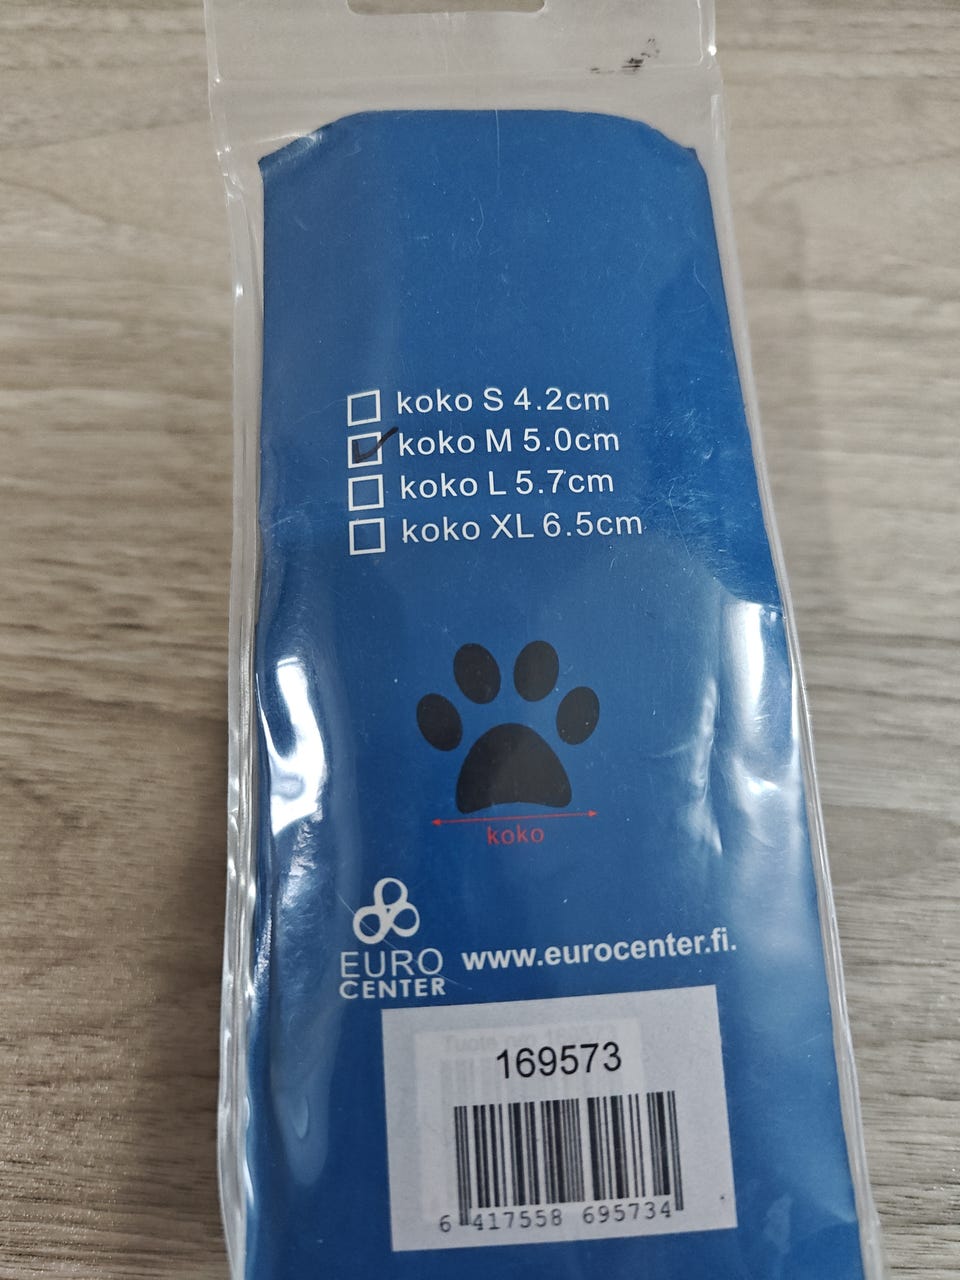 koko S 4.2cm
koko M 5.0cm
koko L 5.7cm
koko XL 6.5cm
koko
EURO
CENTER
www.eurocenter.fi.
169573
6 417558 695734